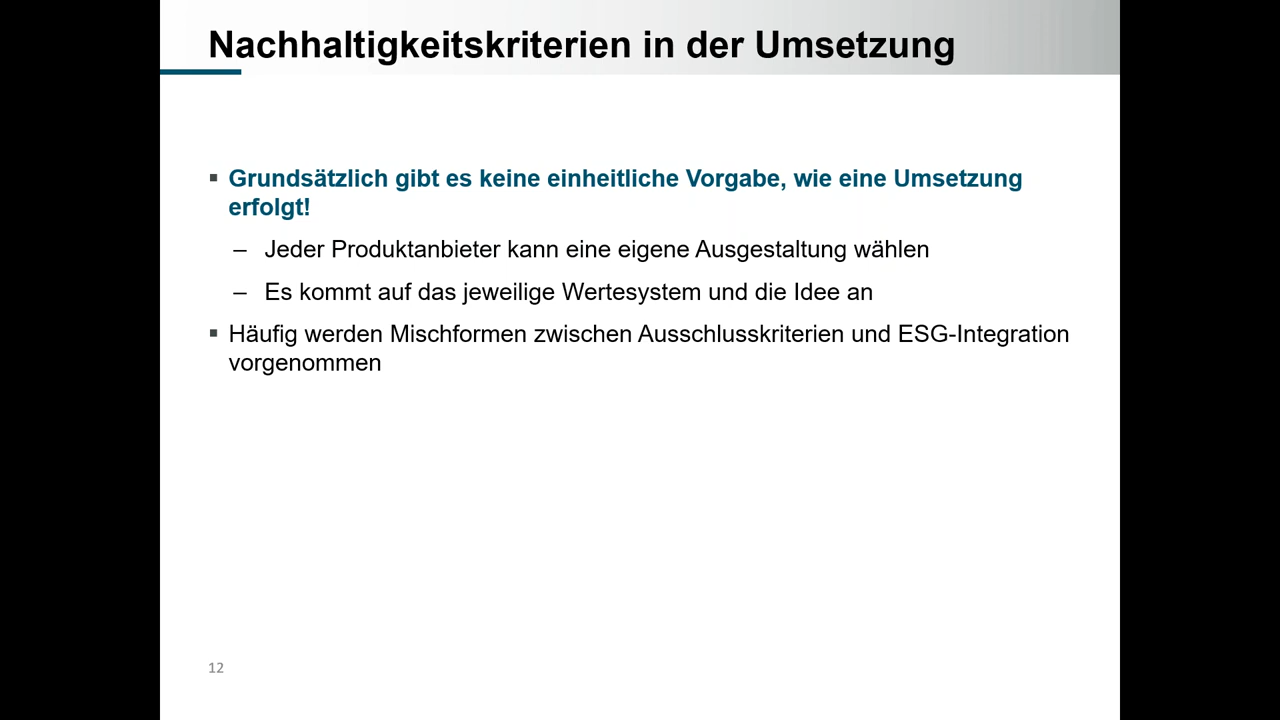 Nachhaltigkeitskriterien in der Umsetzung
▪ Grundsätzlich gibt es keine einheitliche Vorgabe, wie eine Umsetzung
erfolgt!
– Jeder Produktanbieter kann eine eigene Ausgestaltung wählen
– Es kommt auf das jeweilige Wertesystem und die Idee an
▪ Häufig werden Mischformen zwischen Ausschlusskriterien und ESG-Integration
vorgenommen
12